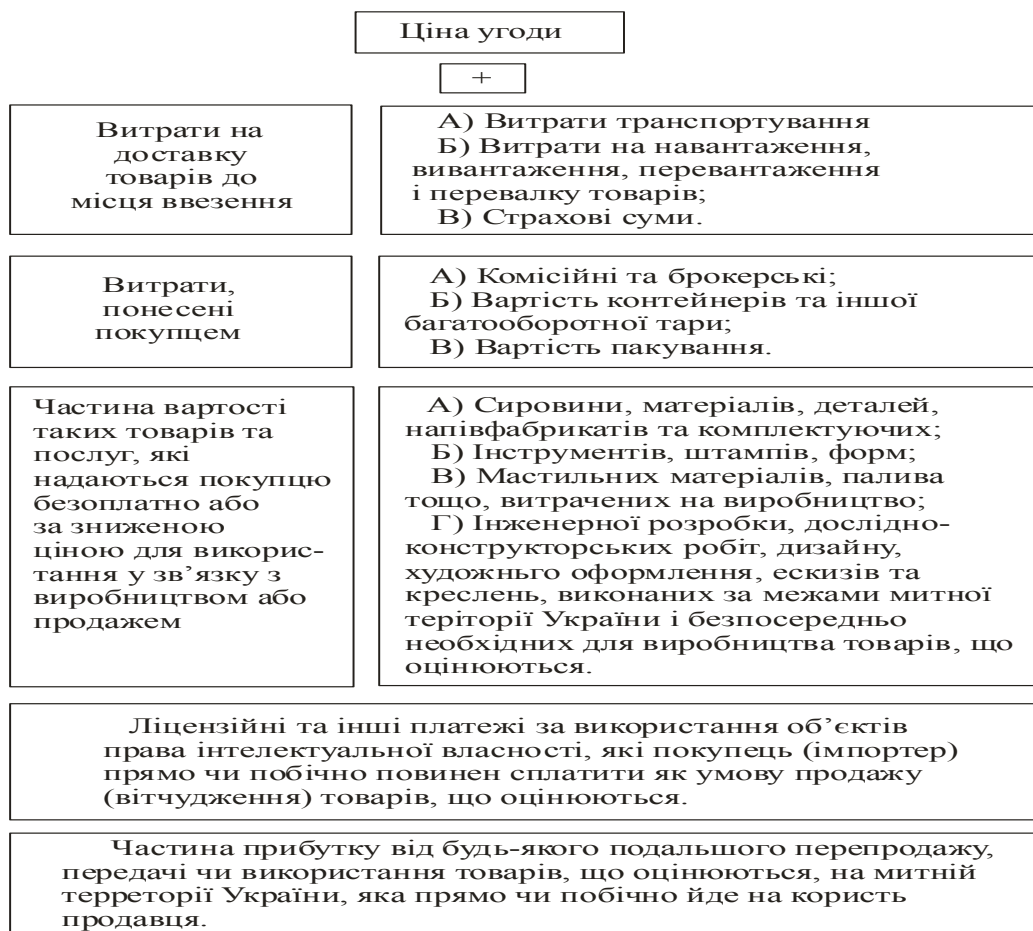 Ціна угоди
+
Витрати на
доставку
товарів до
місця ввезення
А) Витрати транспортування
Б) Витрати на навантаження,
вивантаження, перевантаження
і перевалку товарів;
В) Страхові суми.
Витрати,
понесені
покупцем
А) Комісійні та брокерські;
Б) Вартість контейнерів та іншої
багатооборотної тари;
В) Вартість пакування.
Частина вартості
таких товарів та
послуг, які
надаються покупцю
безоплатно або
за зниженою
ціною для викорис-
тання у зв’язку з
виробництвом або
продажем
А) Сировини, матеріалів, деталей,
напівфабрикатів та комплектуючих;
Б) Інструментів, штампів, форм;
В) Мастильних матеріалів, палива
тощо, витрачених на виробництво;
Г) Інженерної розробки, дослідно-
конструкторських робіт, дизайну,
художнього оформлення, ескизів та
креслень, виконаних за межами митної
теріторії України і безпосередньо
необхідних для виробництва товарів, що
оцінюються.
Ліцензійні та інші платежі за використання об’єктів
права інтелектуальної власності, які покупець (імпортер)
прямо чи побічно повинен сплатити як умову продажу
(вітчудження) товарів, що оцінюються.
Частина прибутку від будь-якого подальшого перепродажу,
передачі чи використання товарів, що оцінюються, на митній
терреторії України, яка прямо чи побічно йде на користь
продавця.